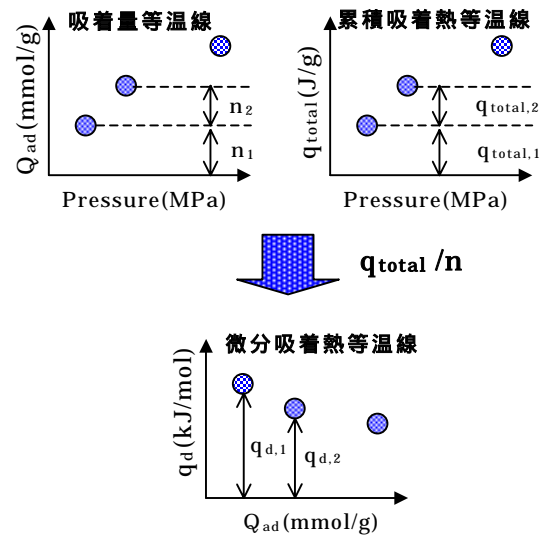 吸着量等温線
Qad(mmol/g)
n2
n1
Pressure(MPa)
累積吸着熱等温線
qtotal(J/g)
qtotal,2
qtotal,1
Pressure(MPa)
qtotal /n
微分吸着熱等温線
qd(kJ/mol)
qd,1
qd,2
Qad(mmol/g)